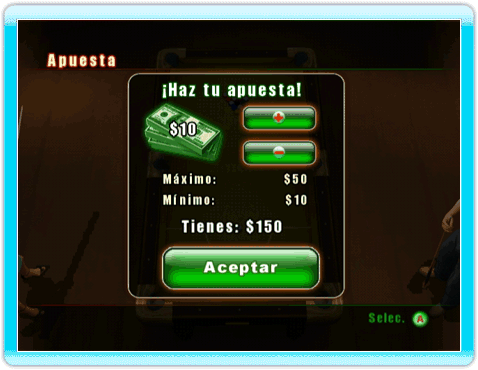 Apuesta
¡Haz tu apuesta!
$10
Máximo: $50
Mínimo: $10
Tienes: $150
Aceptar
Selec. A